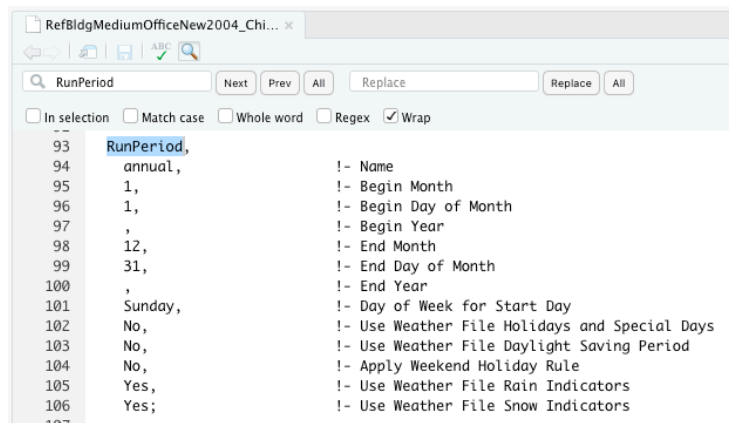 RefBldgMediumOfficeNew2004_Chi... ×
ABC
RunPeriod Next Prev All Replace Replace All
In selection Match case Whole word Regex Wrap
93 RunPeriod,
94 annual, !- Name
95 1, !- Begin Month
96 1, !- Begin Day of Month
97 , !- Begin Year
98 12, !- End Month
99 31, !- End Day of Month
100 , !- End Year
101 Sunday, !- Day of Week for Start Day
102 No, !- Use Weather File Holidays and Special Days
103 No, !- Use Weather File Daylight Saving Period
104 No, !- Apply Weekend Holiday Rule
105 Yes, !- Use Weather File Rain Indicators
106 Yes; !- Use Weather File Snow Indicators